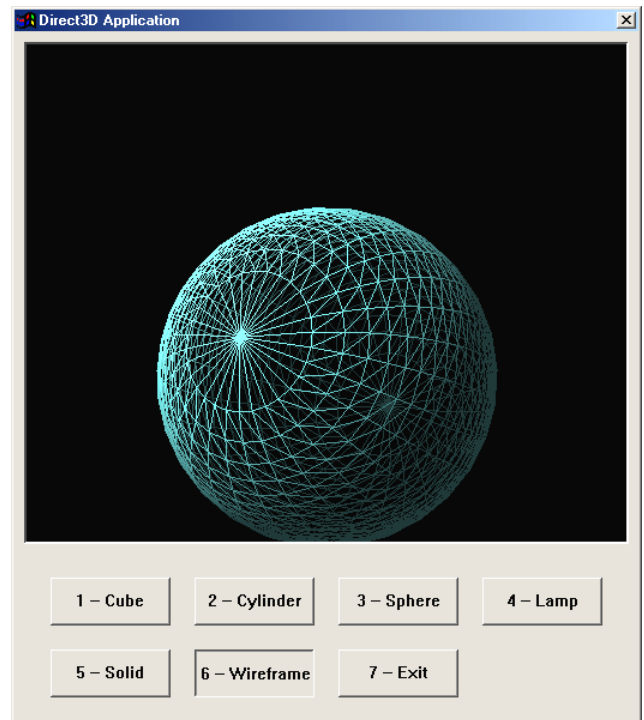 Direct3D Application
1 – Cube
2 – Cylinder
3 – Sphere
4 – Lamp
5 – Solid
6 – Wireframe
7 – Exit